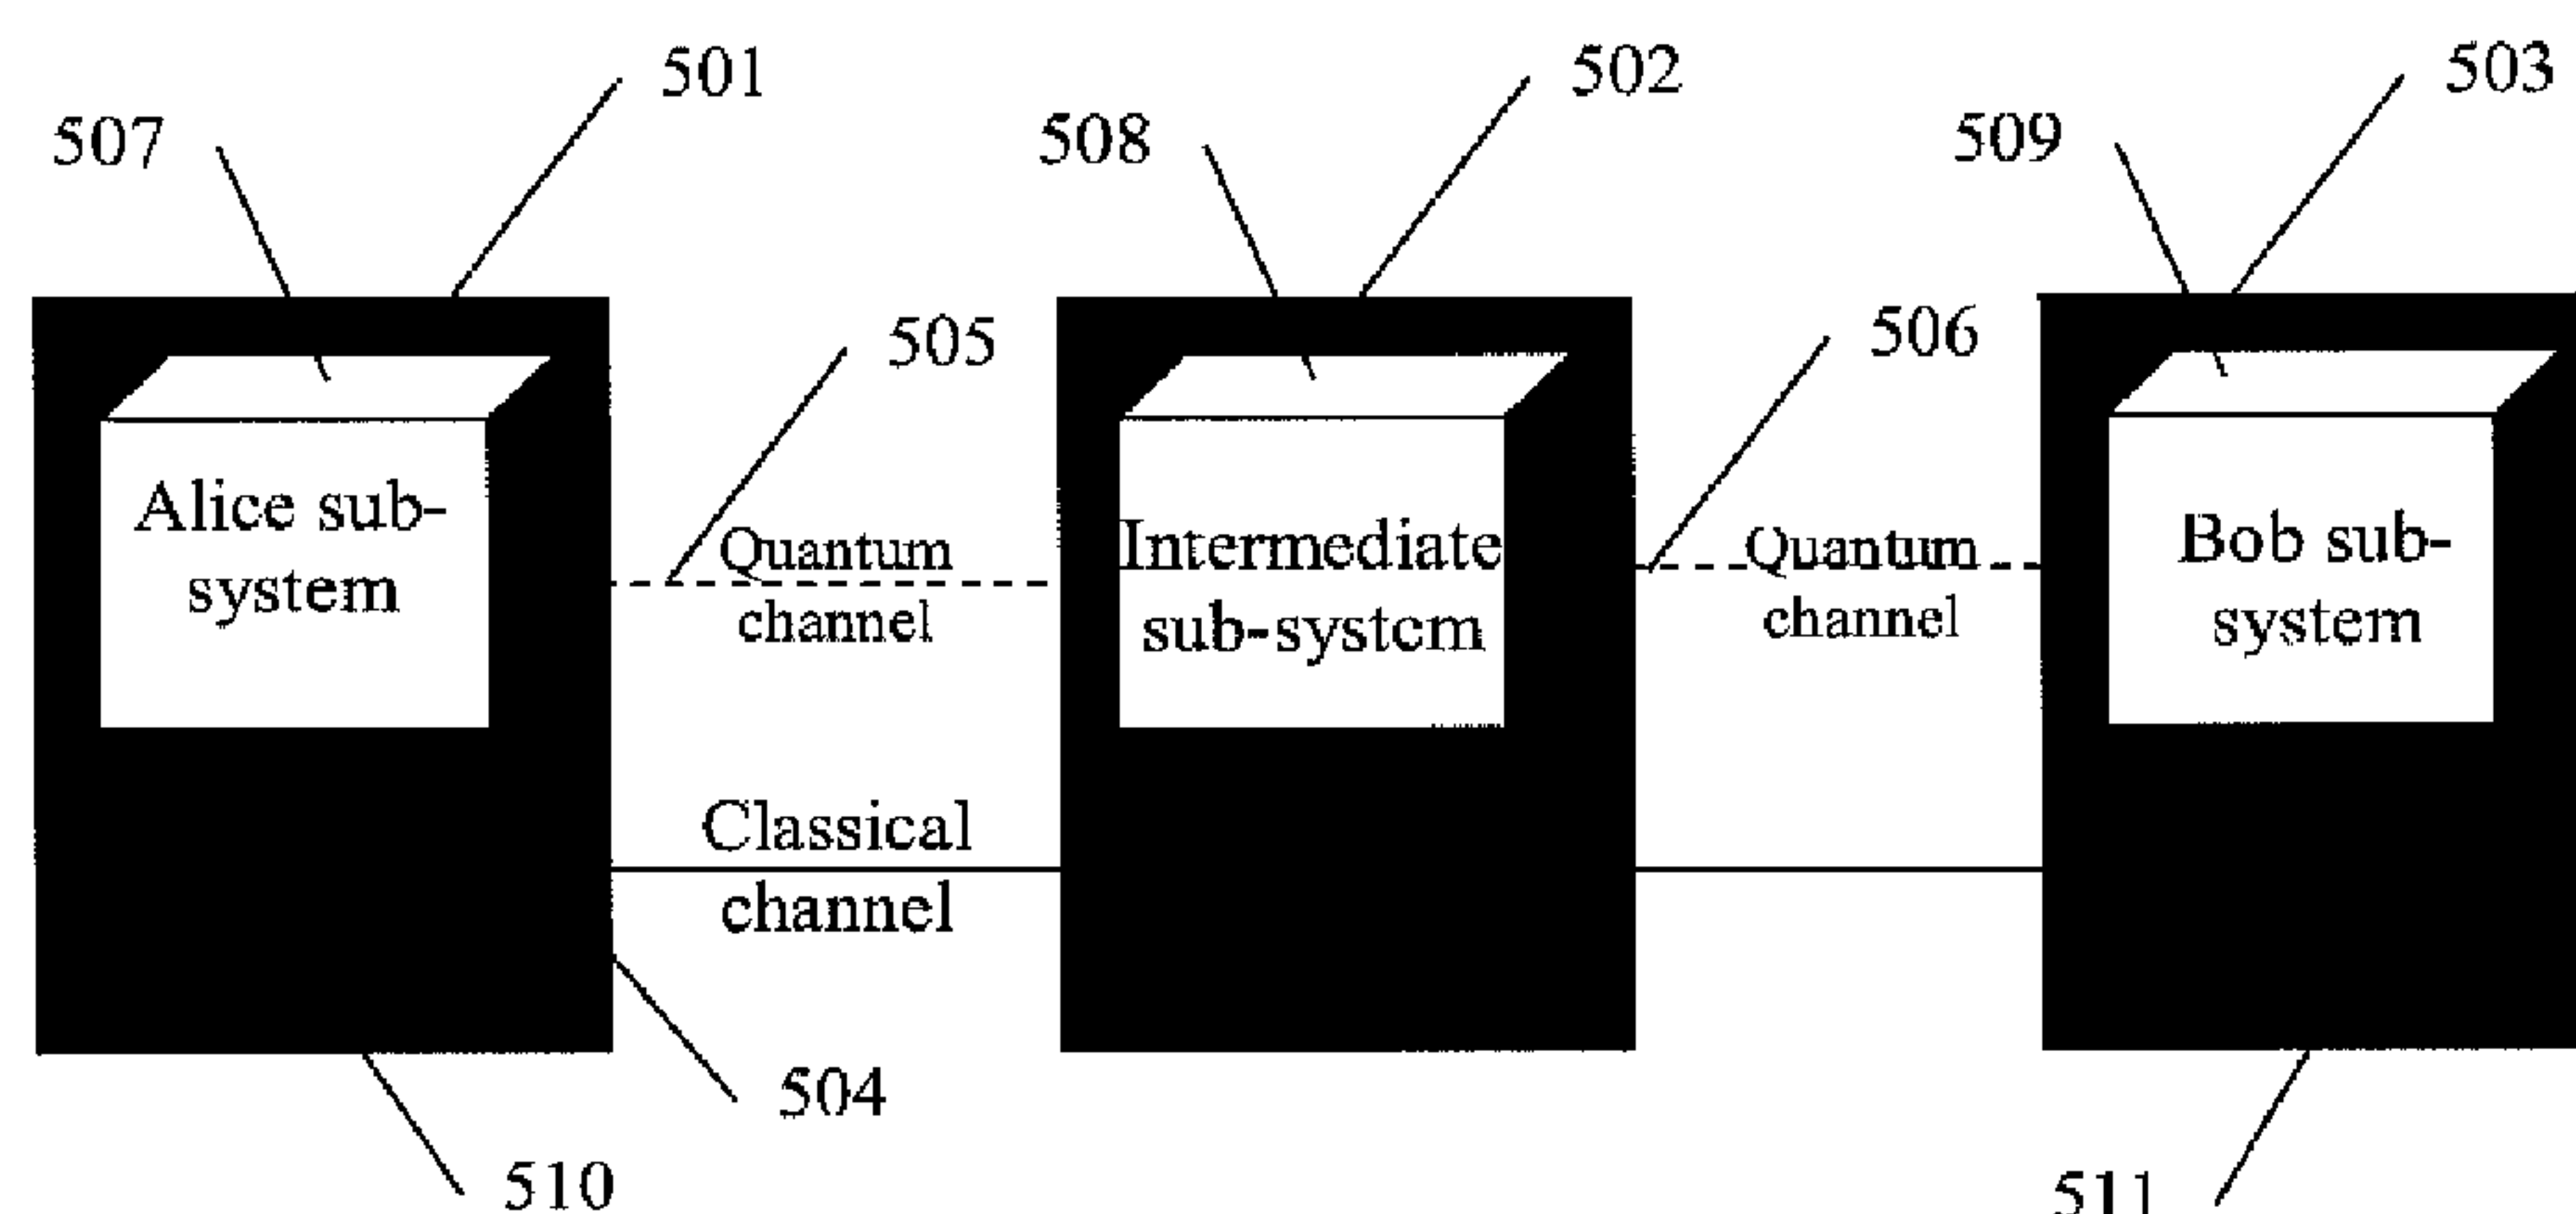 501
502
503
507
508
509
505
506
Alice sub-
system
Quantum
channel
Intermediate
sub-system
Quantum
channel
Bob sub-
system
Classical
channel
504
510
511